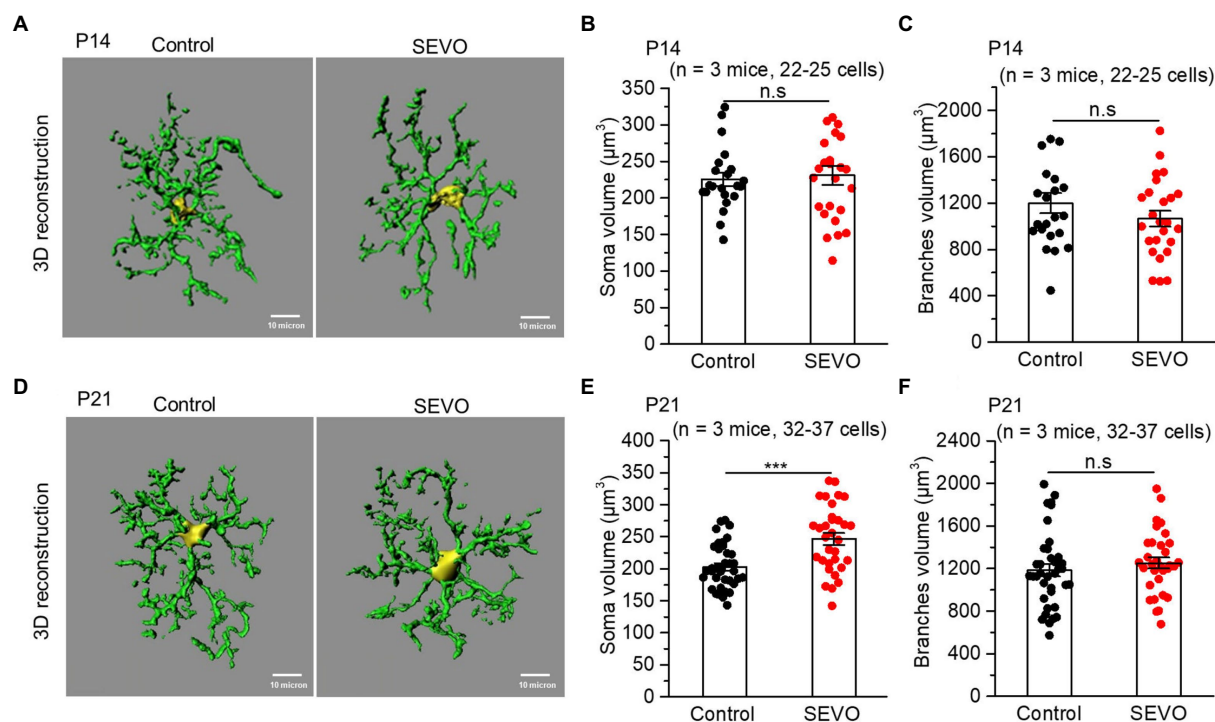 A
P14
Control
SEVO
3D reconstruction
10 micron
10 micron
B
P14
(n = 3 mice, 22-25 cells)
n.s
Soma volume (µm³)
350
300
250
200
150
100
50
0
Control
SEVO
C
P14
(n = 3 mice, 22-25 cells)
n.s
Branches volume (µm³)
2000
1600
1200
800
400
0
Control
SEVO
D
P21
Control
SEVO
3D reconstruction
10 micron
10 micron
E
P21
(n = 3 mice, 32-37 cells)
***
Soma volume (µm³)
400
350
300
250
200
150
100
50
0
Control
SEVO
F
P21
(n = 3 mice, 32-37 cells)
n.s
Branches volume (µm³)
2400
2000
1600
1200
800
400
0
Control
SEVO